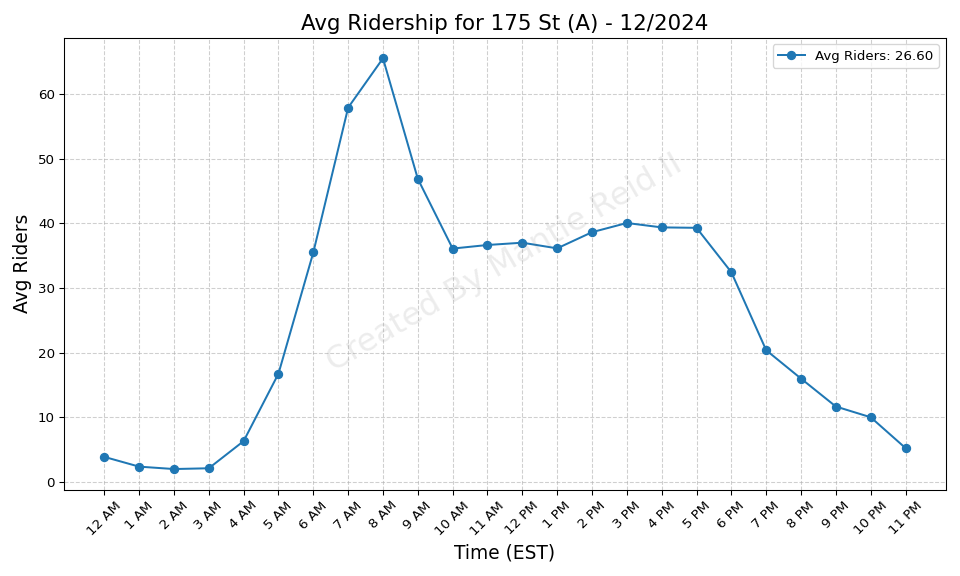 Avg Ridership for 175 St (A) - 12/2024
Avg Riders: 26.60
Avg Riders
60
50
40
30
20
10
0
Created By Mantie Reid II
12 AM
1 AM
2 AM
3 AM
4 AM
5 AM
6 AM
7 AM
8 AM
9 AM
10 AM
11 AM
12 PM
1 PM
2 PM
3 PM
4 PM
5 PM
6 PM
7 PM
8 PM
9 PM
10 PM
11 PM
Time (EST)